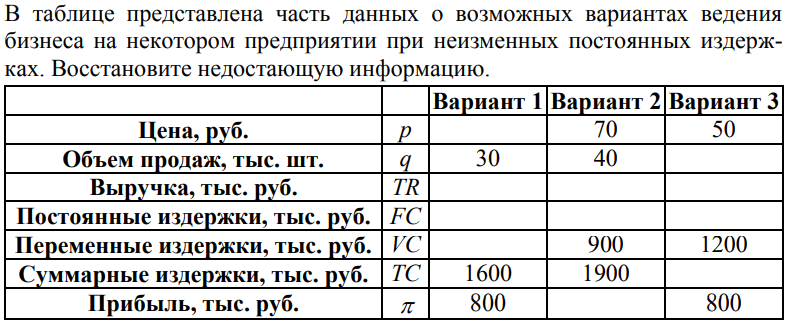 В таблице представлена часть данных о возможных вариантах ведения
бизнеса на некотором предприятии при неизменных постоянных издерж-
ках. Восстановите недостающую информацию.
Вариант 1 Вариант 2 Вариант 3
Цена, руб. p 70 50
Объем продаж, тыс. шт. q 30 40
Выручка, тыс. руб. TR
Постоянные издержки, тыс. руб. FC
Переменные издержки, тыс. руб. VC 900 1200
Суммарные издержки, тыс. руб. TC 1600 1900
Прибыль, тыс. руб. π 800 800